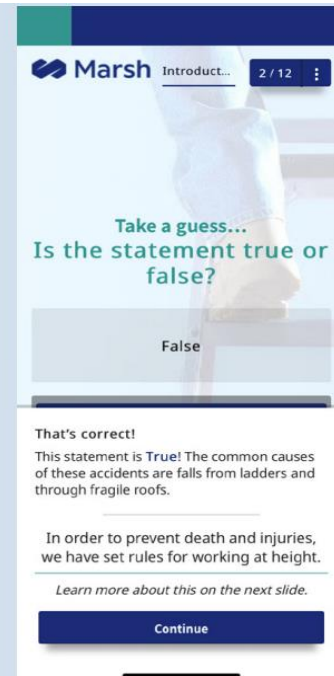 Marsh
Introduct...
2 / 12
Take a guess...
Is the statement true or
false?
False
That's correct!
This statement is True! The common causes
of these accidents are falls from ladders and
through fragile roofs.
In order to prevent death and injuries,
we have set rules for working at height.
Learn more about this on the next slide.
Continue